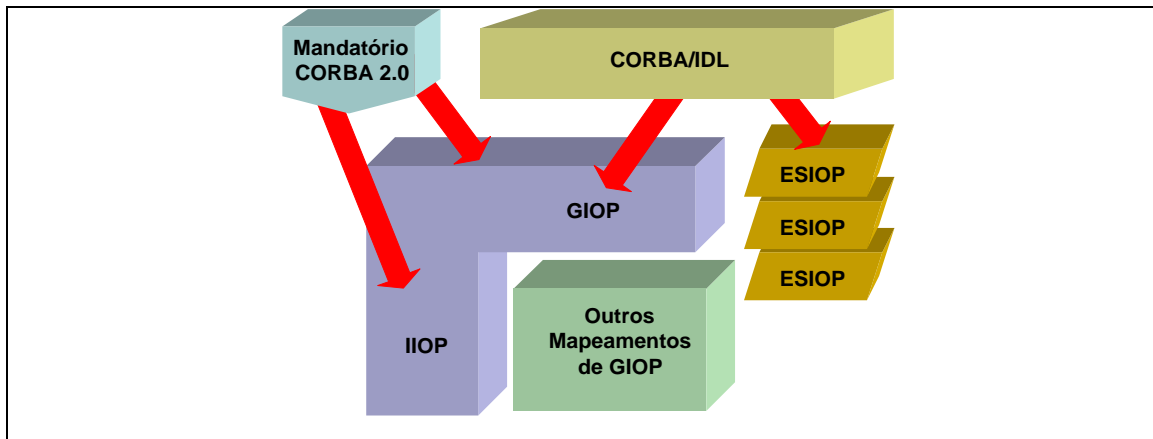 Mandatório
CORBA 2.0
CORBA/IDL
ESIOP
GIOP
ESIOP
ESIOP
IIOP
Outros
Mapeamentos
de GIOP